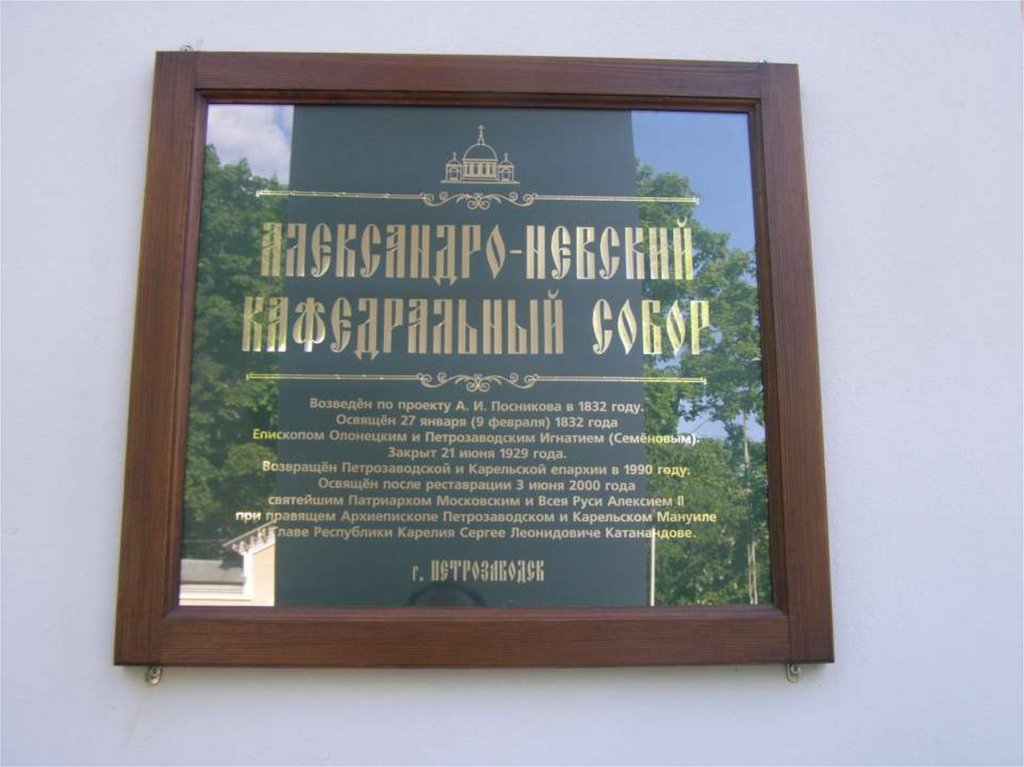 АЛЕКСАНДРО-НЕВСКИЙ
КАФЕДРАЛЬНЫЙ СОБОР
Возведён по проекту А. И. Посникова в 1832 году.
Освящён 27 января (9 февраля) 1832 года
Епископом Олонецким и Петрозаводским Игнатием (Семёновым).
Закрыт 21 июня 1929 года.
Возвращён Петрозаводской и Карельской епархии в 1990 году.
Освящён после реставрации 3 июня 2000 года
святейшим Патриархом Московским и Всея Руси Алексием II
при правящем Архиепископе Петрозаводском и Карельском Мануиле
и Главе Республики Карелия Сергее Леонидовиче Катанандове.
г. ПЕТРОЗАВОДСК